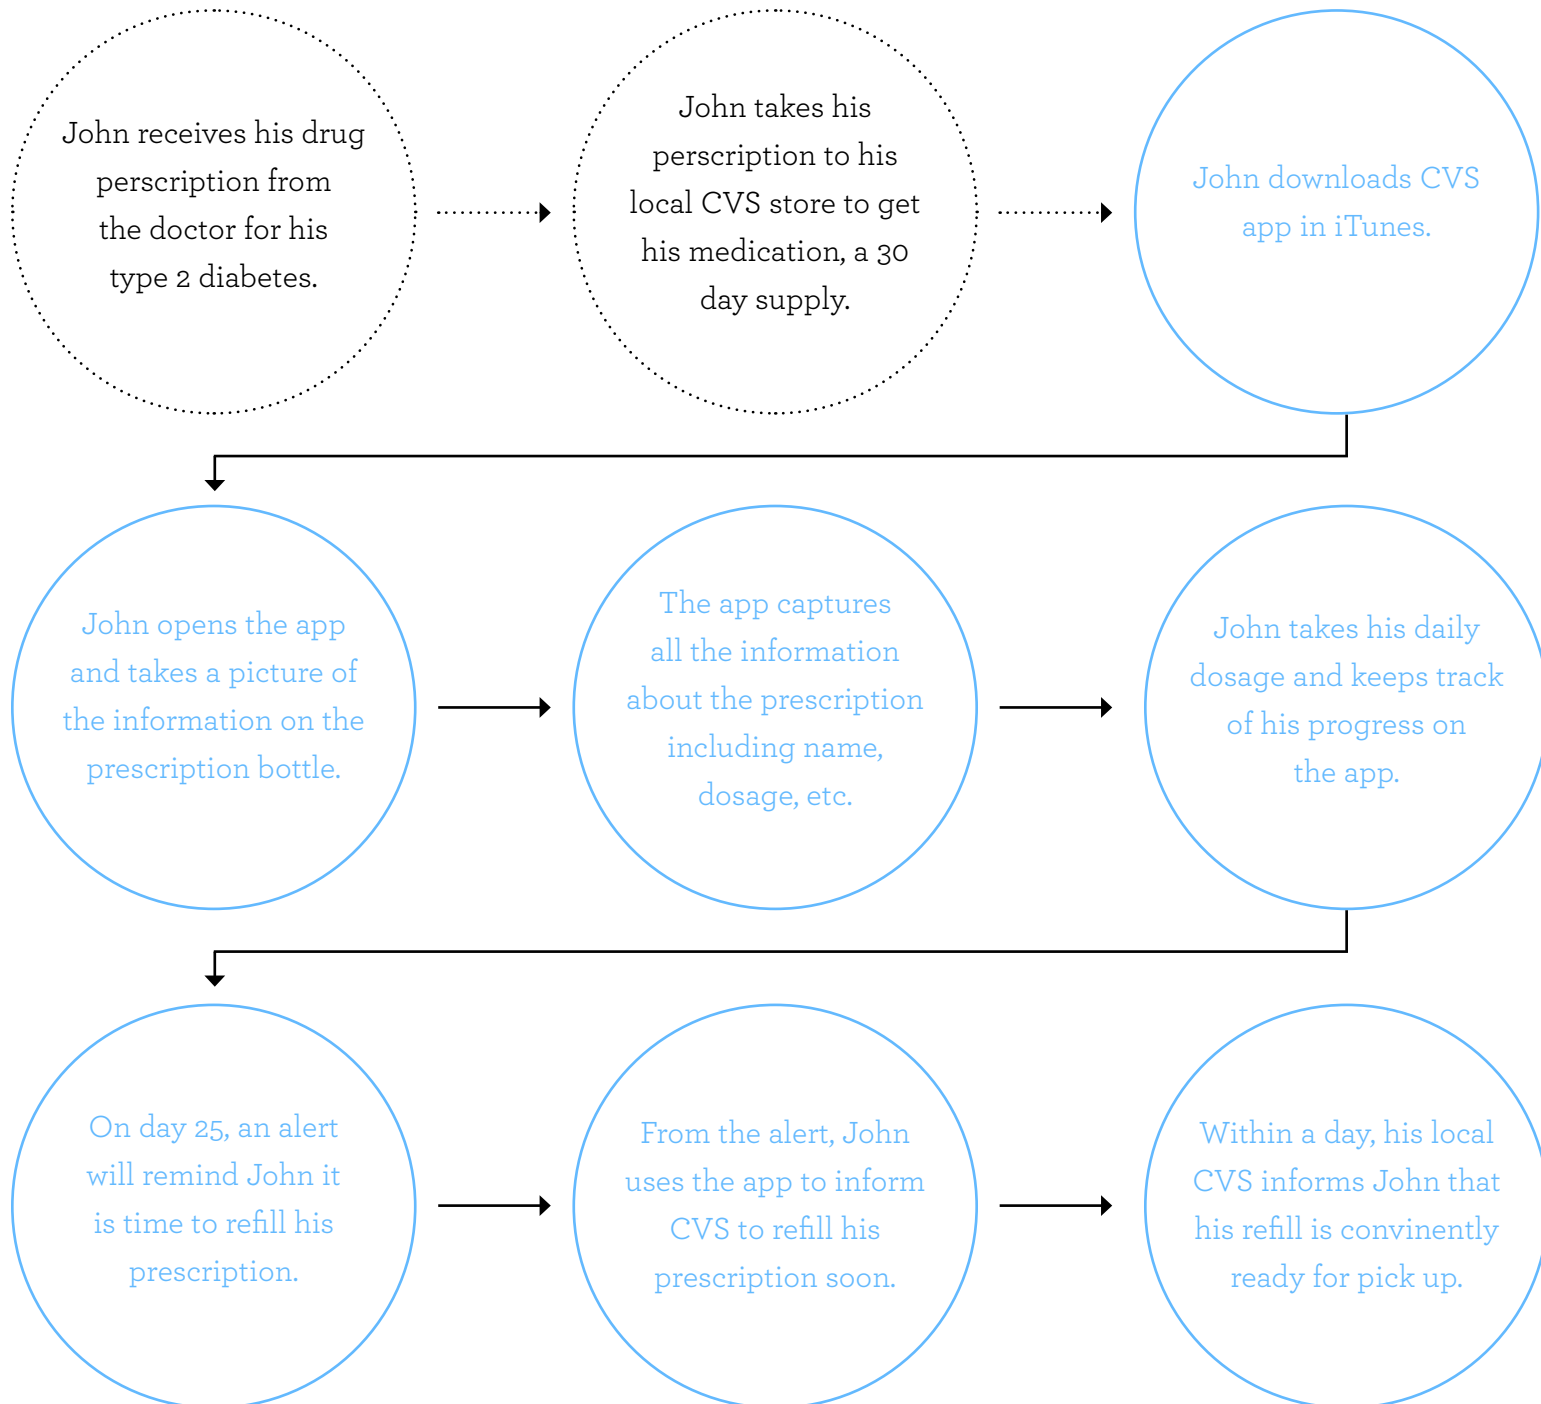 John receives his drug
perscription from
the doctor for his
type 2 diabetes.
John takes his
perscription to his
local CVS store to get
his medication, a 30
day supply.
John downloads CVS
app in iTunes.
John opens the app
and takes a picture of
the information on the
prescription bottle.
The app captures
all the information
about the prescription
including name,
dosage, etc.
John takes his daily
dosage and keeps track
of his progress on
the app.
On day 25, an alert
will remind John it
is time to refill his
prescription.
From the alert, John
uses the app to inform
CVS to refill his
prescription soon.
Within a day, his local
CVS informs John that
his refill is convinently
ready for pick up.